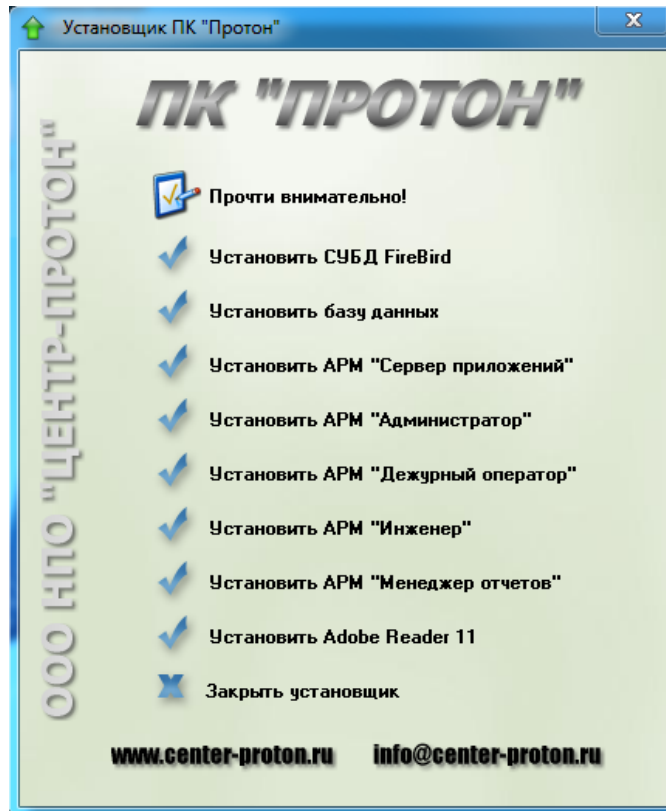 Установщик ПК "Протон"
ПК "ПРОТОН"
ООО НПО "ЦЕНТР-ПРОТОН"
Прочти внимательно!
Установить СУБД FireBird
Установить базу данных
Установить АРМ "Сервер приложений"
Установить АРМ "Администратор"
Установить АРМ "Дежурный оператор"
Установить АРМ "Инженер"
Установить АРМ "Менеджер отчетов"
Установить Adobe Reader 11
Закрыть установщик
www.center-proton.ru info@center-proton.ru